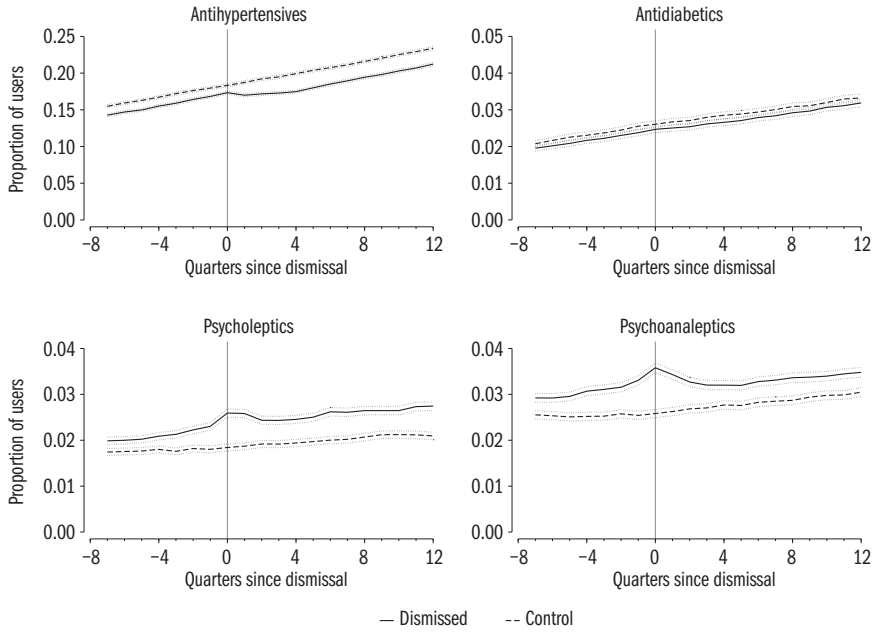 Antihypertensives
Proportion of users
0.25
0.20
0.15
0.10
0.05
0.00
−8 −4 0 4 8 12
Quarters since dismissal
Antidiabetics
0.05
0.04
0.03
0.02
0.01
0.00
−8 −4 0 4 8 12
Quarters since dismissal
Psycholeptics
Proportion of users
0.04
0.03
0.02
0.01
0.00
−8 −4 0 4 8 12
Quarters since dismissal
Psychoanaleptics
0.04
0.03
0.02
0.01
0.00
−8 −4 0 4 8 12
Quarters since dismissal
Dismissed Control